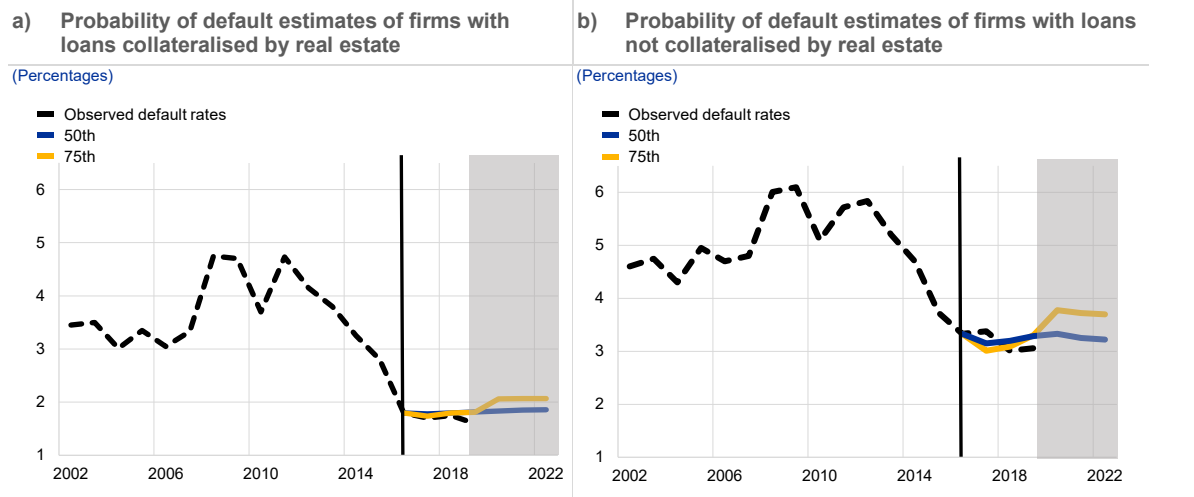 a) Probability of default estimates of firms with
loans collateralised by real estate
(Percentages)
Observed default rates
50th
75th
6
5
4
3
2
1
2002 2006 2010 2014 2018 2022
b) Probability of default estimates of firms with loans
not collateralised by real estate
(Percentages)
Observed default rates
50th
75th
6
5
4
3
2
1
2002 2006 2010 2014 2018 2022